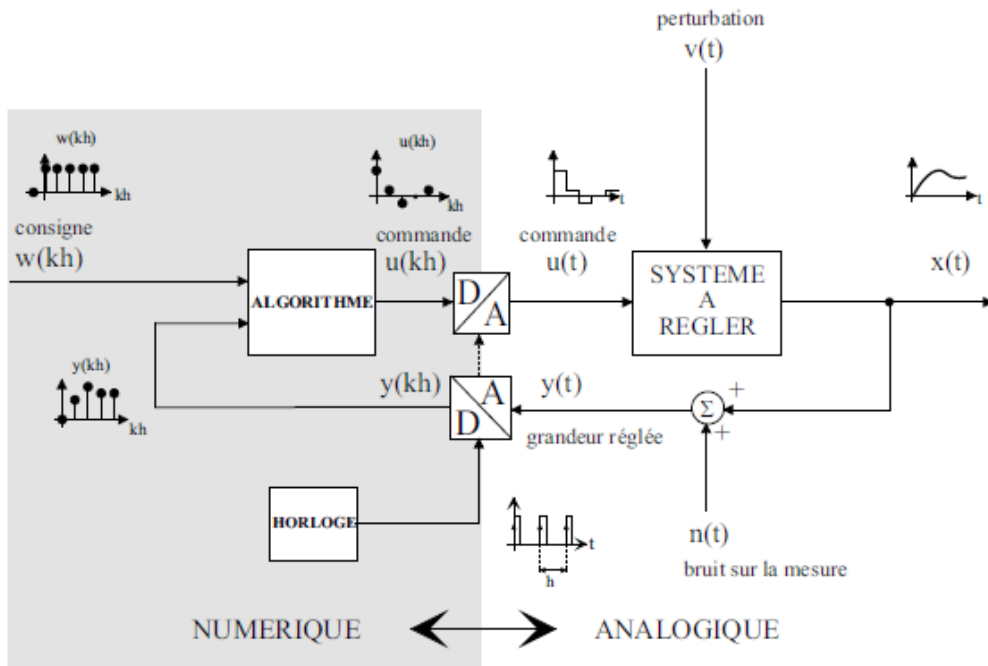 perturbation
v(t)
w(kh)
kh
u(kh)
kh
t
t
consigne
w(kh)
commande
u(kh)
commande
u(t)
x(t)
ALGORITHME
D
A
SYSTEME
A
REGLER
y(kh)
kh
y(kh)
A
D
y(t)
grandeur réglée
Σ
+
+
HORLOGE
t
h
n(t)
bruit sur la mesure
NUMERIQUE
ANALOGIQUE